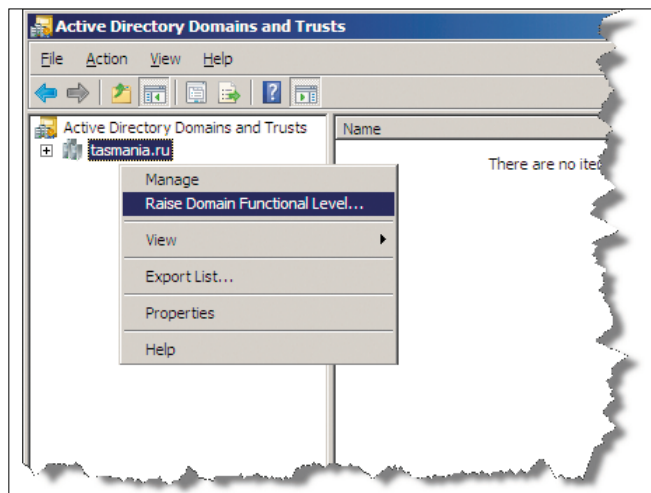 Active Directory Domains and Trusts
File Action View Help
Active Directory Domains and Trusts
tasmania.ru
Name
There are no
Manage
Raise Domain Functional Level...
View
Export List...
Properties
Help